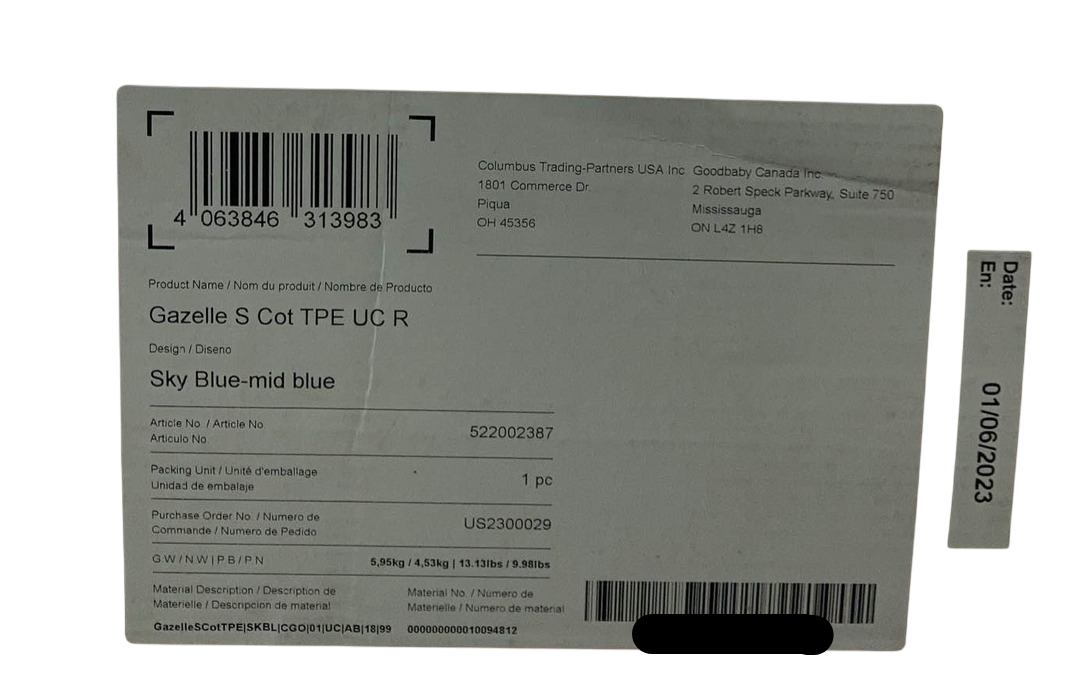 4 063846 313983
Columbus Trading-Partners USA Inc
1801 Commerce Dr.
Piqua
OH 45356
Goodbaby Canada Inc.
2 Robert Speck Parkway, Suite 750
Mississauga
ON L4Z 1H8
Product Name / Nom du produit / Nombre de Producto
Gazelle S Cot TPE UC R
Design / Diseno
Sky Blue-mid blue
Article No. / Article No
Articulo No.
522002387
Packing Unit / Unité d'emballage
Unidad de embalaje
1 pc
Purchase Order No. / Numero de
Commande / Numero de Pedido
US2300029
G.W/NW|PB/PN
5,95kg / 4,53kg | 13.13lbs / 9.98lbs
Material Description / Description de
Materielle / Descripcion de material
GazelleSCotTPE|SKBL|CGO|01|UC|AB|18|99
Material No. / Numero de
Materielle / Numero de material
000000000010094812
Date:
En:
01/06/2023